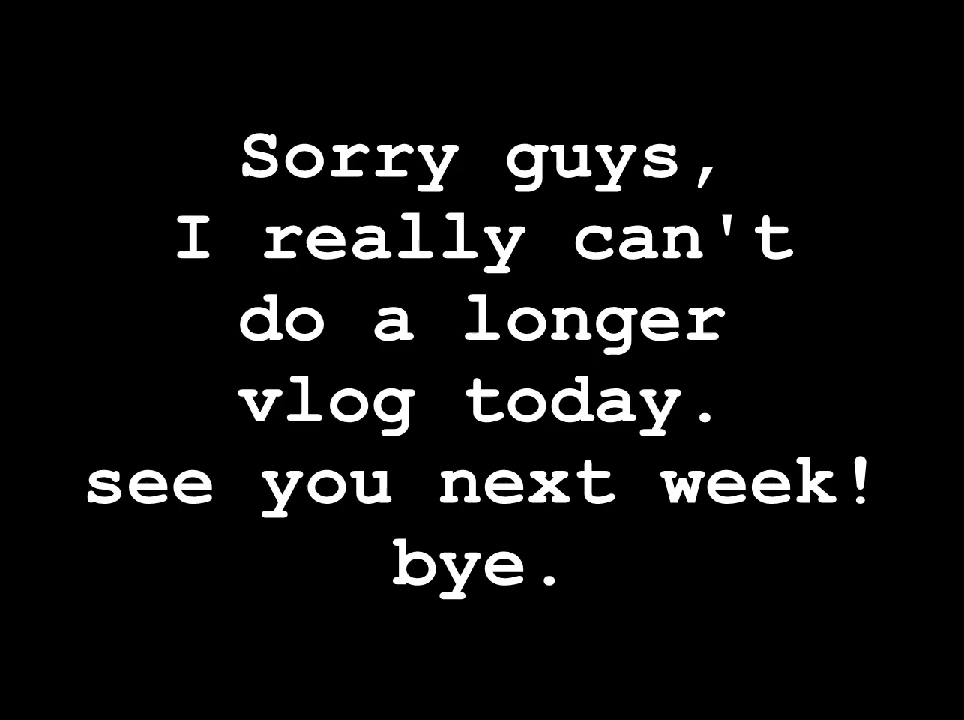 Sorry guys,
I really can't
do a longer
vlog today.
see you next week!
bye.